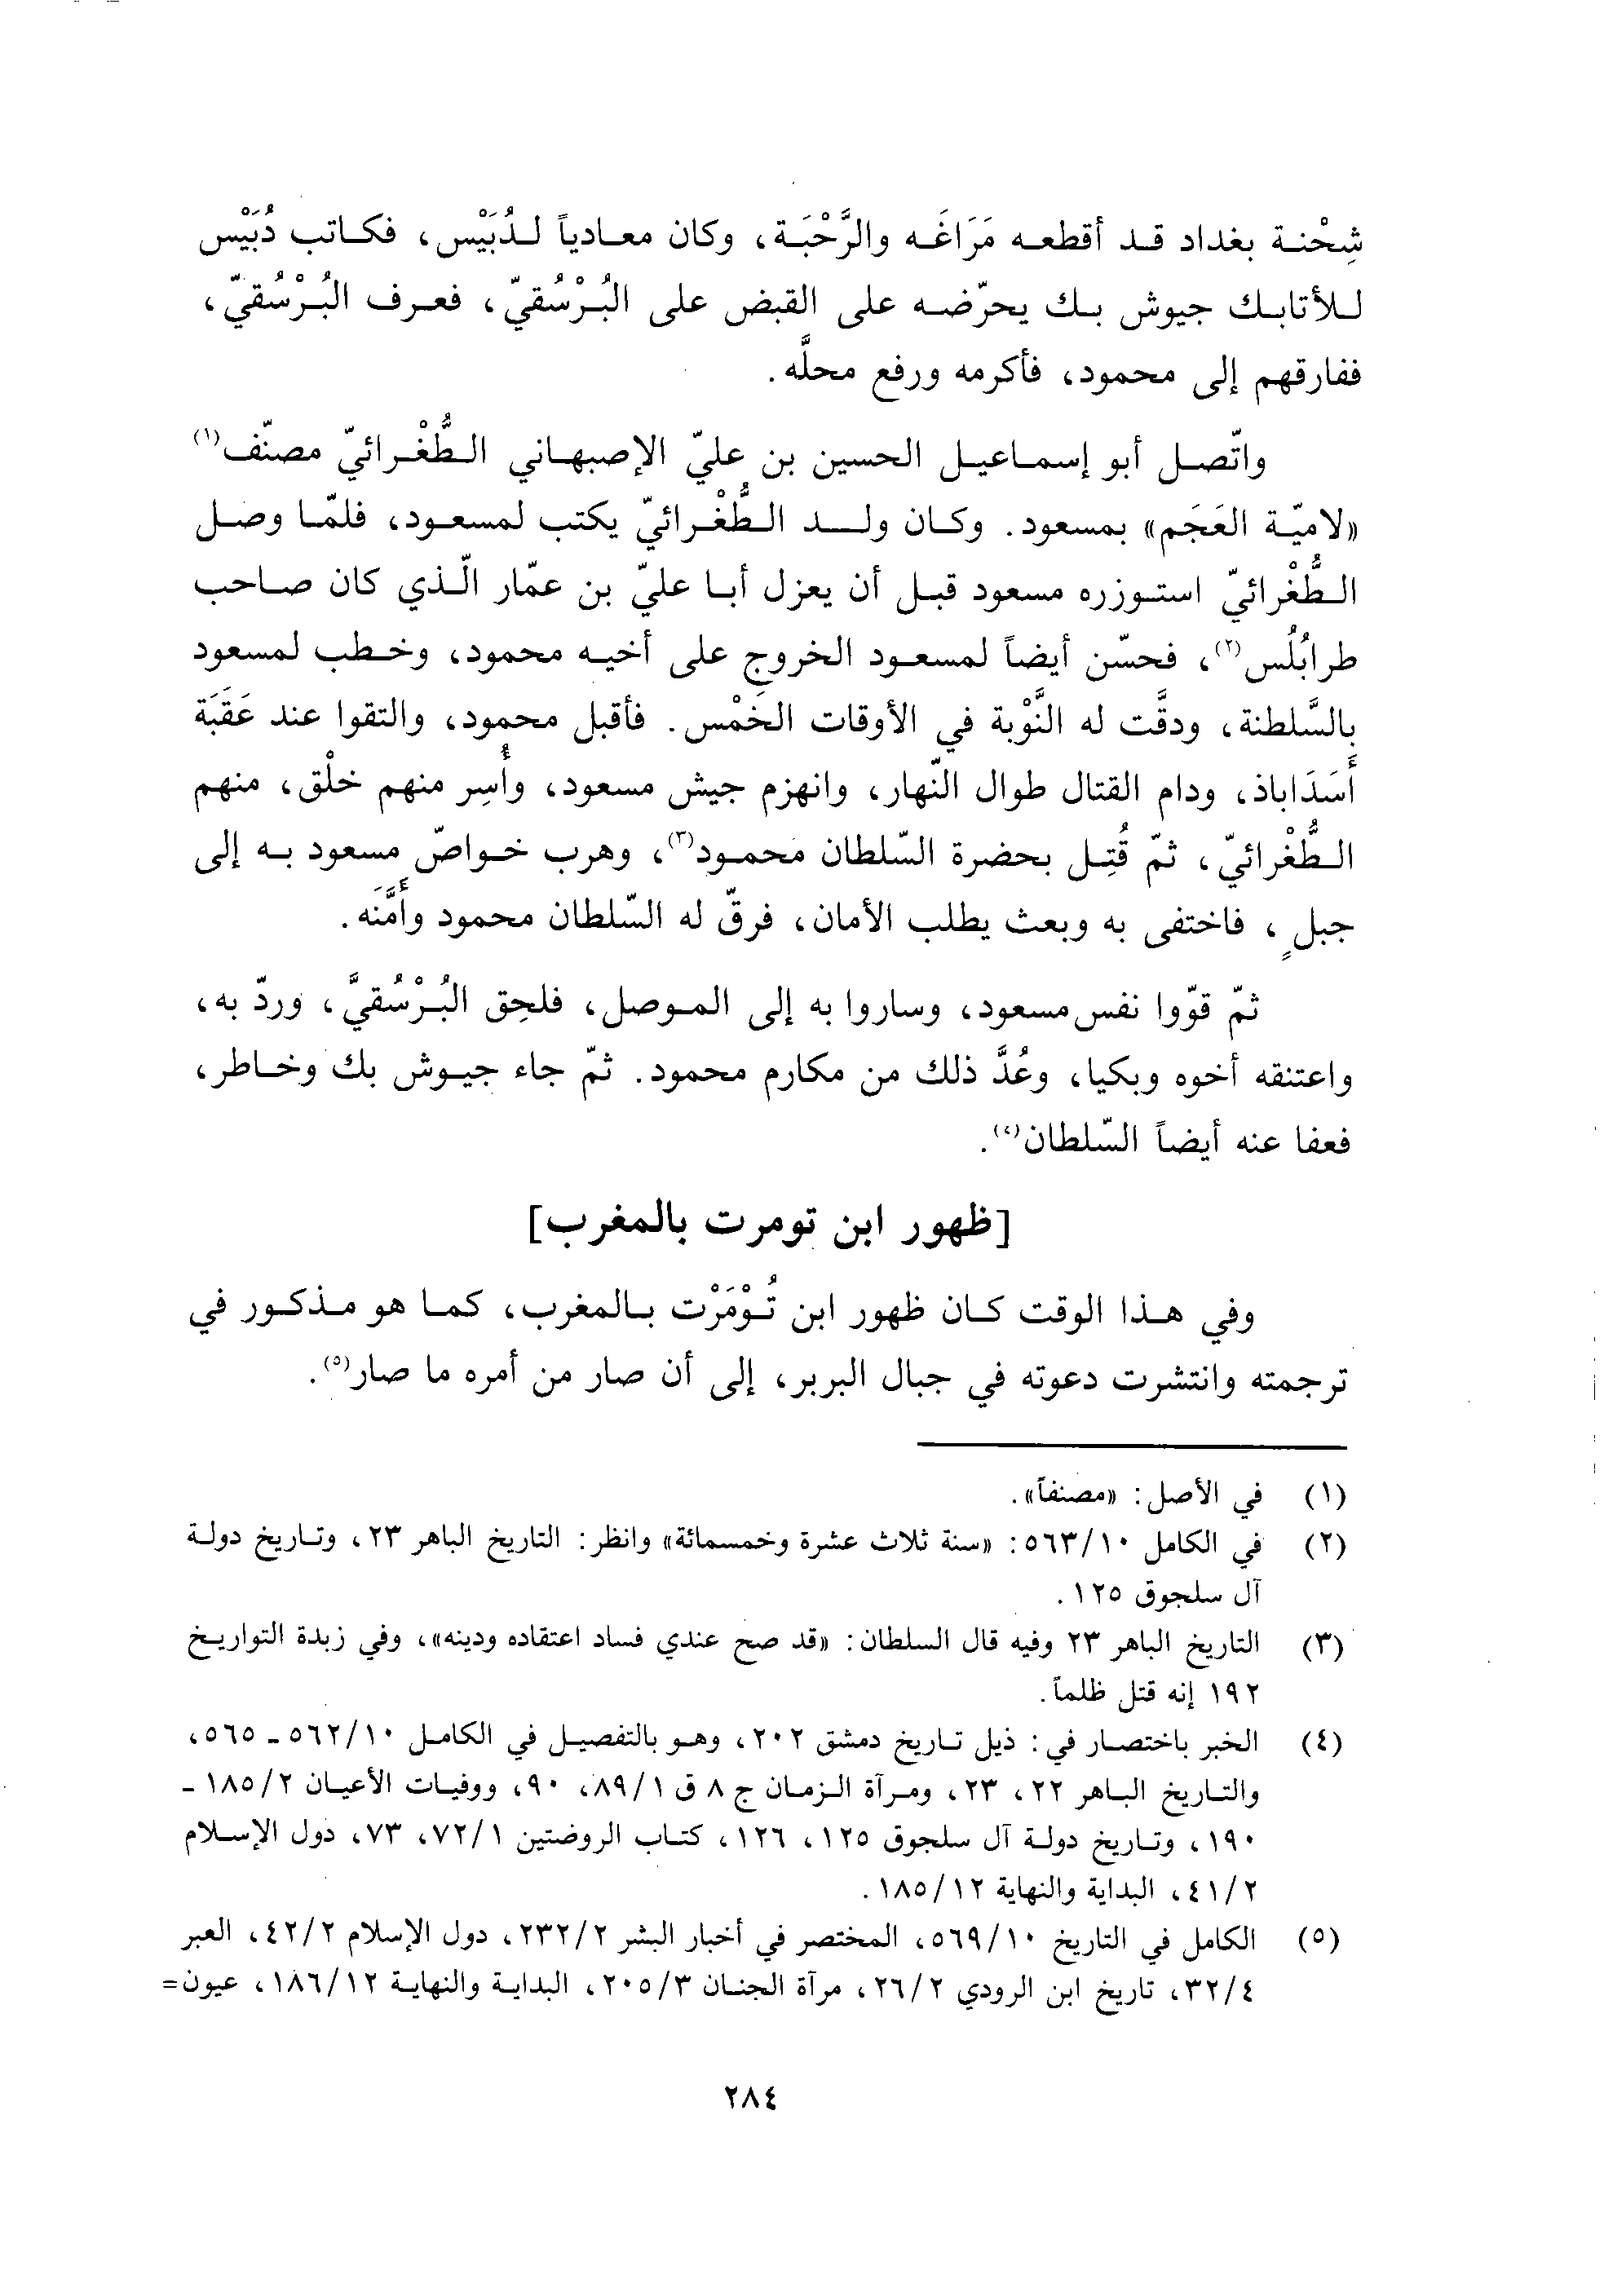 شِحْنة بغداد قد أقطعه مَرَاغَه والرَّحْبَة، وكان معادياً لدُبَيْس، فكاتب دُبَيْس
للأتابك جيوش بك يحرّضه على القبض على البُرْسُقيّ، فعرف البُرْسُقيّ،
ففارقهم إلى محمود، فأكرمه ورفع محلَّه.
واتّصل أبو إسماعيل الحسين بن عليّ الإصبهاني الطُّغْرائيّ مصنّف(١)
«لاميّة العَجَم» بمسعود. وكان ولد الطُّغْرائيّ يكتب لمسعود، فلمّا وصل
الطُّغْرائيّ استوزره مسعود قبل أن يعزل أبا عليّ بن عمّار الّذي كان صاحب
طرابُلُس(٢)، فحسّن أيضاً لمسعود الخروج على أخيه محمود، وخطب لمسعود
بالسَّلطنة، ودقَّت له النَّوْبة في الأوقات الخَمْس. فأقبل محمود، والتقوا عند عَقَبَة
أَسَدَاباذ، ودام القتال طوال النّهار، وانهزم جيش مسعود، وأُسِر منهم خلْق، منهم
الطُّغْرائيّ، ثمّ قُتِل بحضرة السّلطان محمود(٣)، وهرب خواصّ مسعود به إلى
جبلٍ، فاختفى به وبعث يطلب الأمان، فرقّ له السّلطان محمود وأَمَّنَه.
ثمّ قوّوا نفس مسعود، وساروا به إلى الموصل، فلحِق البُرْسُقيَّ، وردّ به،
واعتنقه أخوه وبكيا، وعُدَّ ذلك من مكارم محمود. ثمّ جاء جيوش بك وخاطر،
فعفا عنه أيضاً السّلطان(٤).
[ظهور ابن تومرت بالمغرب]
وفي هذا الوقت كان ظهور ابن تُوْمَرْت بالمغرب، كما هو مذكور في
ترجمته وانتشرت دعوته في جبال البربر، إلى أن صار من أمره ما صار(٥).
(١) في الأصل: «مصنفاً».
(٢) في الكامل ٥٦٣/١٠: «سنة ثلاث عشرة وخمسمائة» وانظر: التاريخ الباهر ٢٣، وتاريخ دولة
آل سلجوق ١٢٥.
(٣) التاريخ الباهر ٢٣ وفيه قال السلطان: «قد صح عندي فساد اعتقاده ودينه»، وفي زبدة التواريخ
١٩٢ إنه قتل ظلماً.
(٤) الخبر باختصار في: ذيل تاريخ دمشق ٢٠٢، وهو بالتفصيل في الكامل ٥٦٢/١٠ ـ ٥٦٥،
والتاريخ الباهر ٢٢، ٢٣، ومرآة الزمان ج ٨ ق ٨٩/١، ٩٠، ووفيات الأعيان ١٨٥/٢ ـ
١٩٠، وتاريخ دولة آل سلجوق ١٢٥، ١٢٦، كتاب الروضتين ٧٢/١، ٧٣، دول الإسلام
٤١/٢، البداية والنهاية ١٨٥/١٢.
(٥) الكامل في التاريخ ٥٦٩/١٠، المختصر في أخبار البشر ٢٣٢/٢، دول الإسلام ٤٢/٢، العبر
٣٢/٤، تاريخ ابن الرودي ٢٦/٢، مرآة الجنان ٢٠٥/٣، البداية والنهاية ١٨٦/١٢، عيون=
٢٨٤